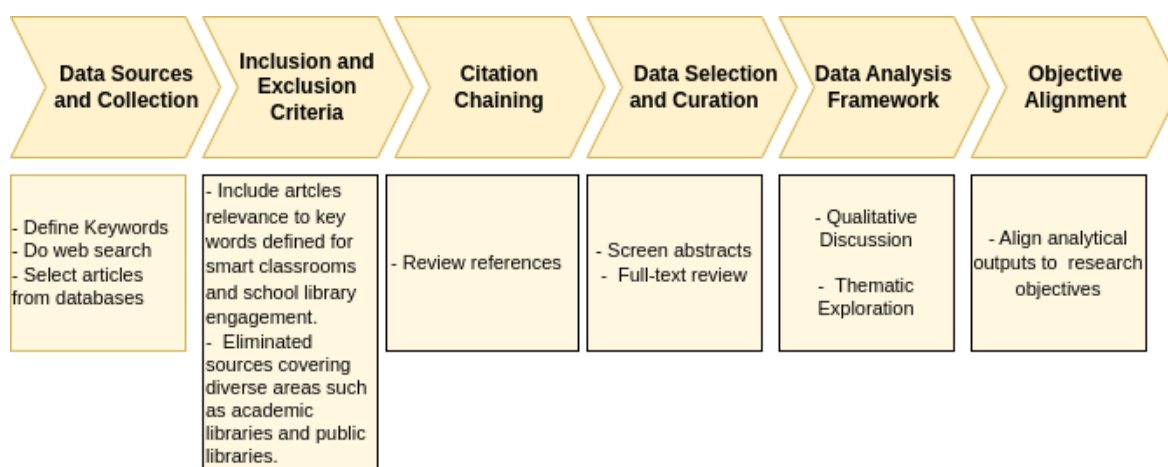 Data Sources
and Collection
Inclusion and
Exclusion
Criteria
Citation
Chaining
Data Selection
and Curation
Data Analysis
Framework
Objective
Alignment
- Define Keywords
- Do web search
- Select articles
from databases
- Include artcles
relevance to key
words defined for
smart classrooms
and school library
engagement.
- Eliminated
sources covering
diverse areas such
as academic
libraries and public
libraries.
- Review references
- Screen abstracts
- Full-text review
- Qualitative
Discussion
- Thematic
Exploration
- Align analytical
outputs to research
objectives